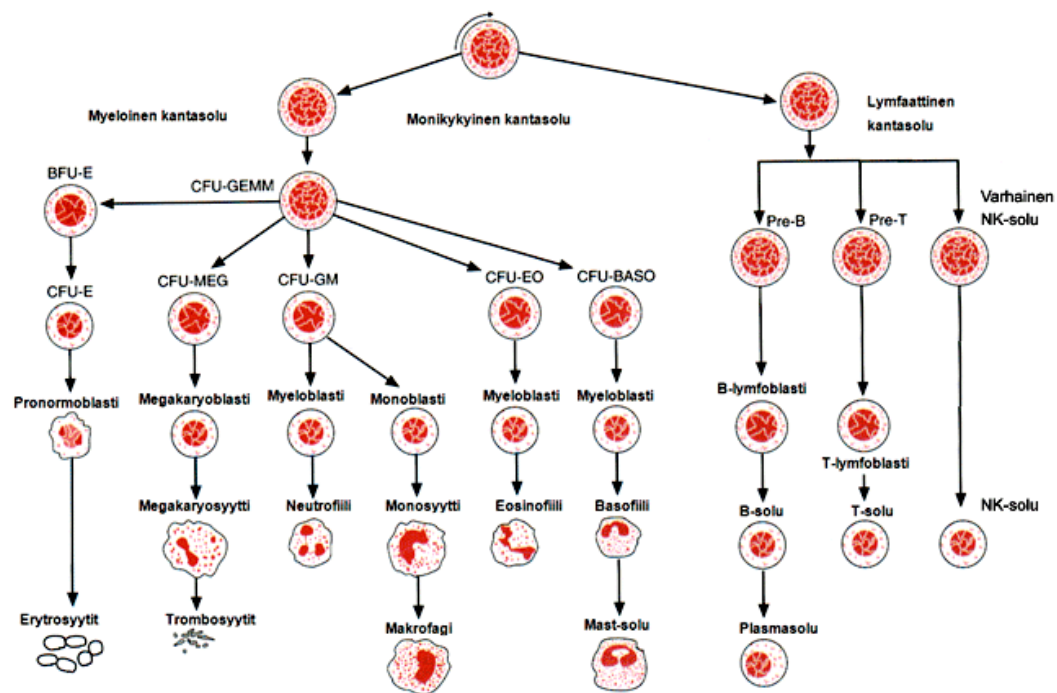 Myeloinen kantasolu
Monikykyinen kantasolu
Lymfaattinen
kantasolu
BFU-E
CFU-GEMM
Pre-B
Pre-T
Varhainen
NK-solu
CFU-E
CFU-MEG
CFU-GM
CFU-EO
CFU-BASO
Pronormoblasti
Megakaryoblasti
Myeloblasti
Monoblasti
Myeloblasti
Myeloblasti
B-lymfoblasti
T-lymfoblasti
Megakaryosyytti
Neutrofiili
Monosyytti
Eosinofiili
Basofiili
B-solu
T-solu
NK-solu
Erytrosyytit
Trombosyytit
Makrofagi
Mast-solu
Plasmasolu